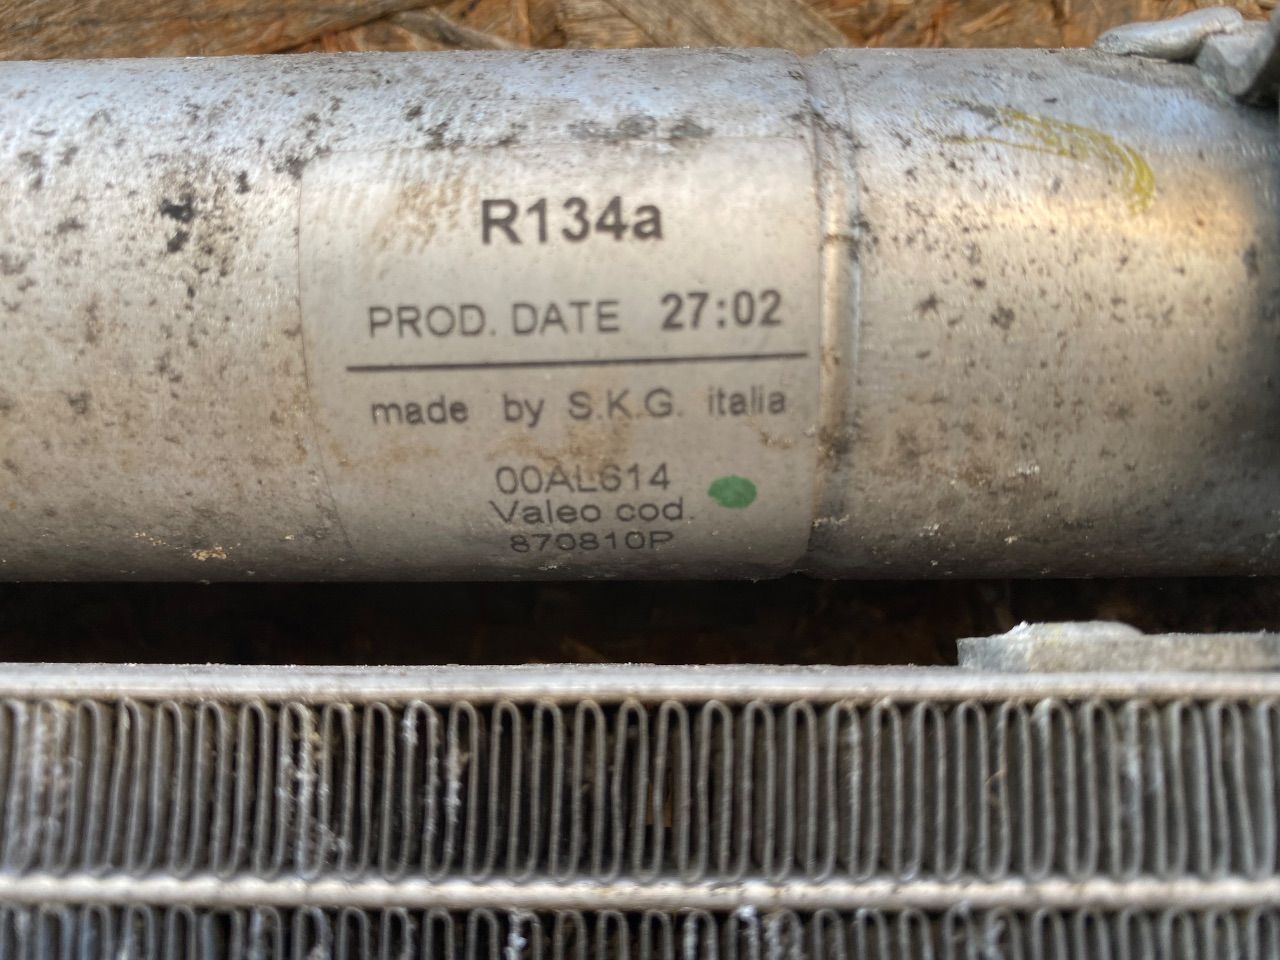 R134a
PROD. DATE 27:02
made by S.K.G. italia
00AL614
Valeo cod.
870810P